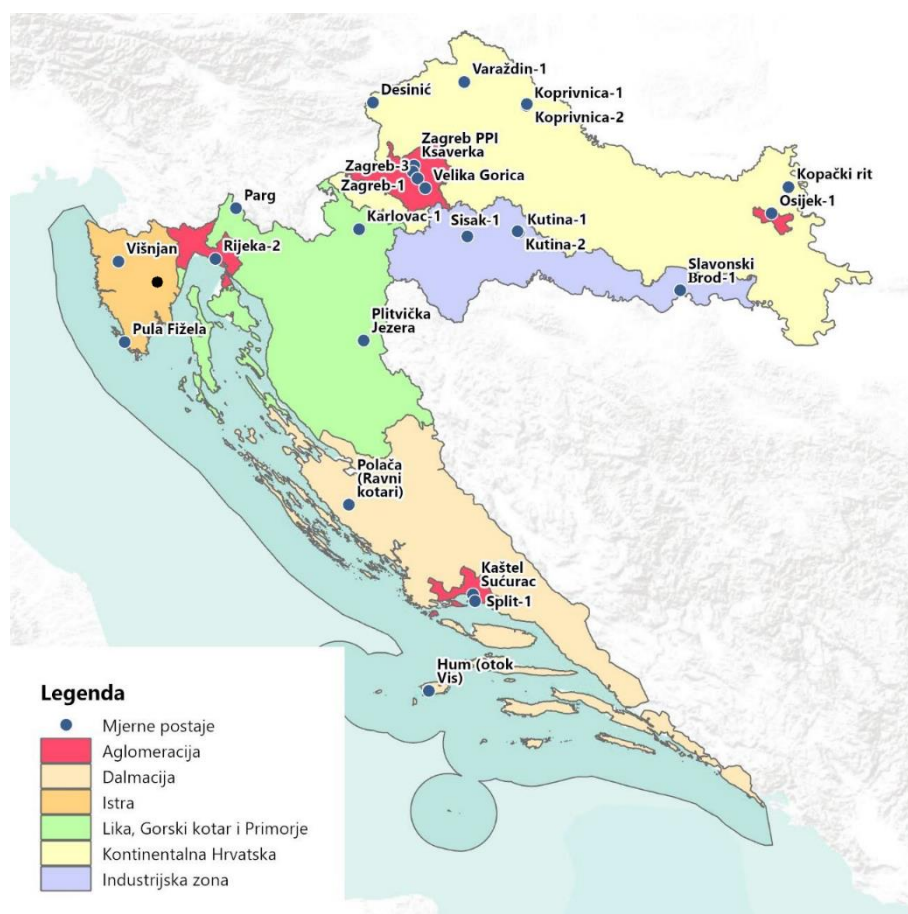 Varaždin-1
Desinić
Koprivnica-1
Koprivnica-2
Zagreb PPI
Ksaverka
Zagreb-3
Velika Gorica
Zagreb-1
Kopački rit
Osijek-1
Parg
Karlovac-1
Sisak-1
Kutina-1
Kutina-2
Višnjan
Rijeka-2
Slavonski
Brod-1
Plitvička
Jezera
Pula Fižela
Polača
(Ravni
kotari)
Kaštel
Sućurac
Split-1
Hum (otok
Vis)
Legenda
Mjerne postaje
Aglomeracija
Dalmacija
Istra
Lika, Gorski kotar i Primorje
Kontinentalna Hrvatska
Industrijska zona